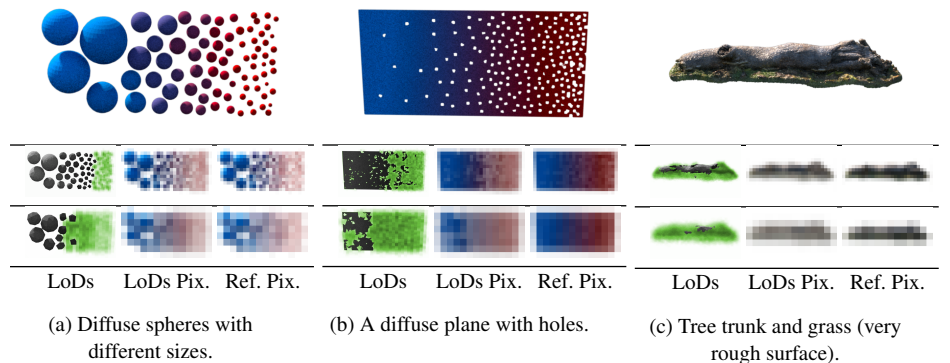 LoDs LoDs Pix. Ref. Pix. LoDs LoDs Pix. Ref. Pix. LoDs LoDs Pix. Ref. Pix.
(a) Diffuse spheres with
different sizes.
(b) A diffuse plane with holes.
(c) Tree trunk and grass (very
rough surface).